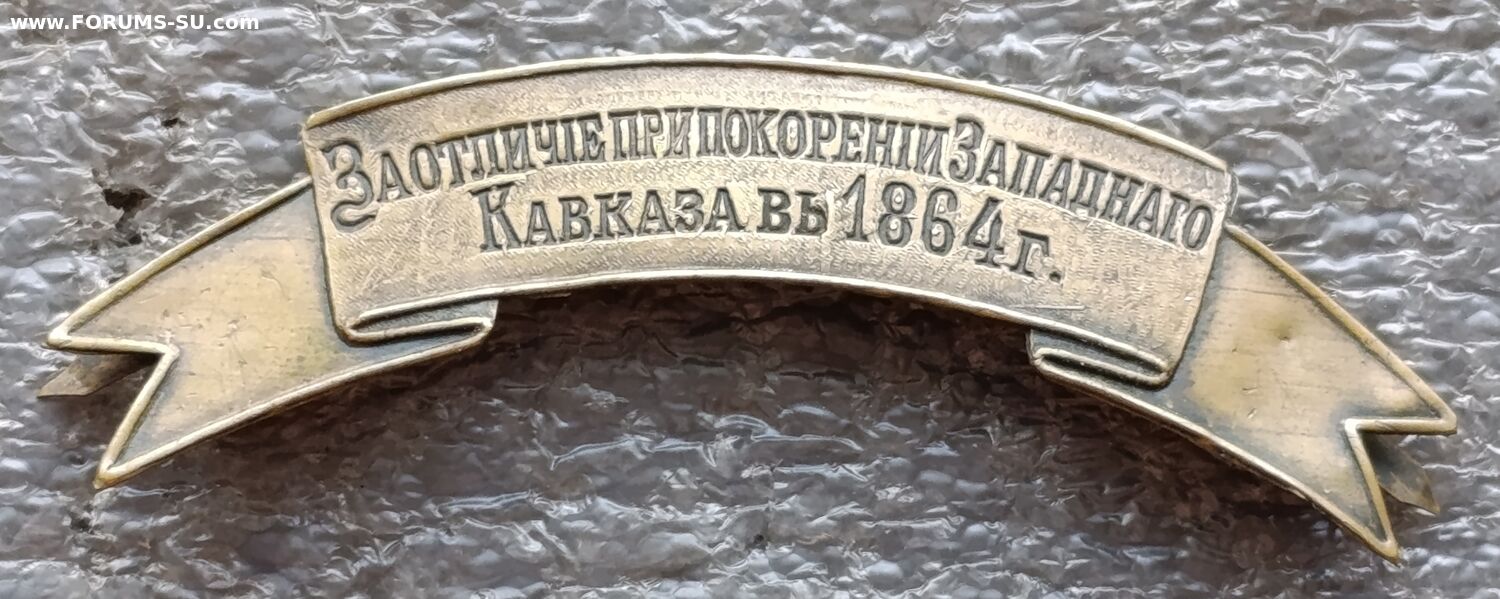 www.FORUMS-SU.com
ЗА ОТЛИЧІЕ ПРИ ПОКОРЕНІИ ЗАПАДНАГО
КАВКАЗА ВЪ 1864 г.